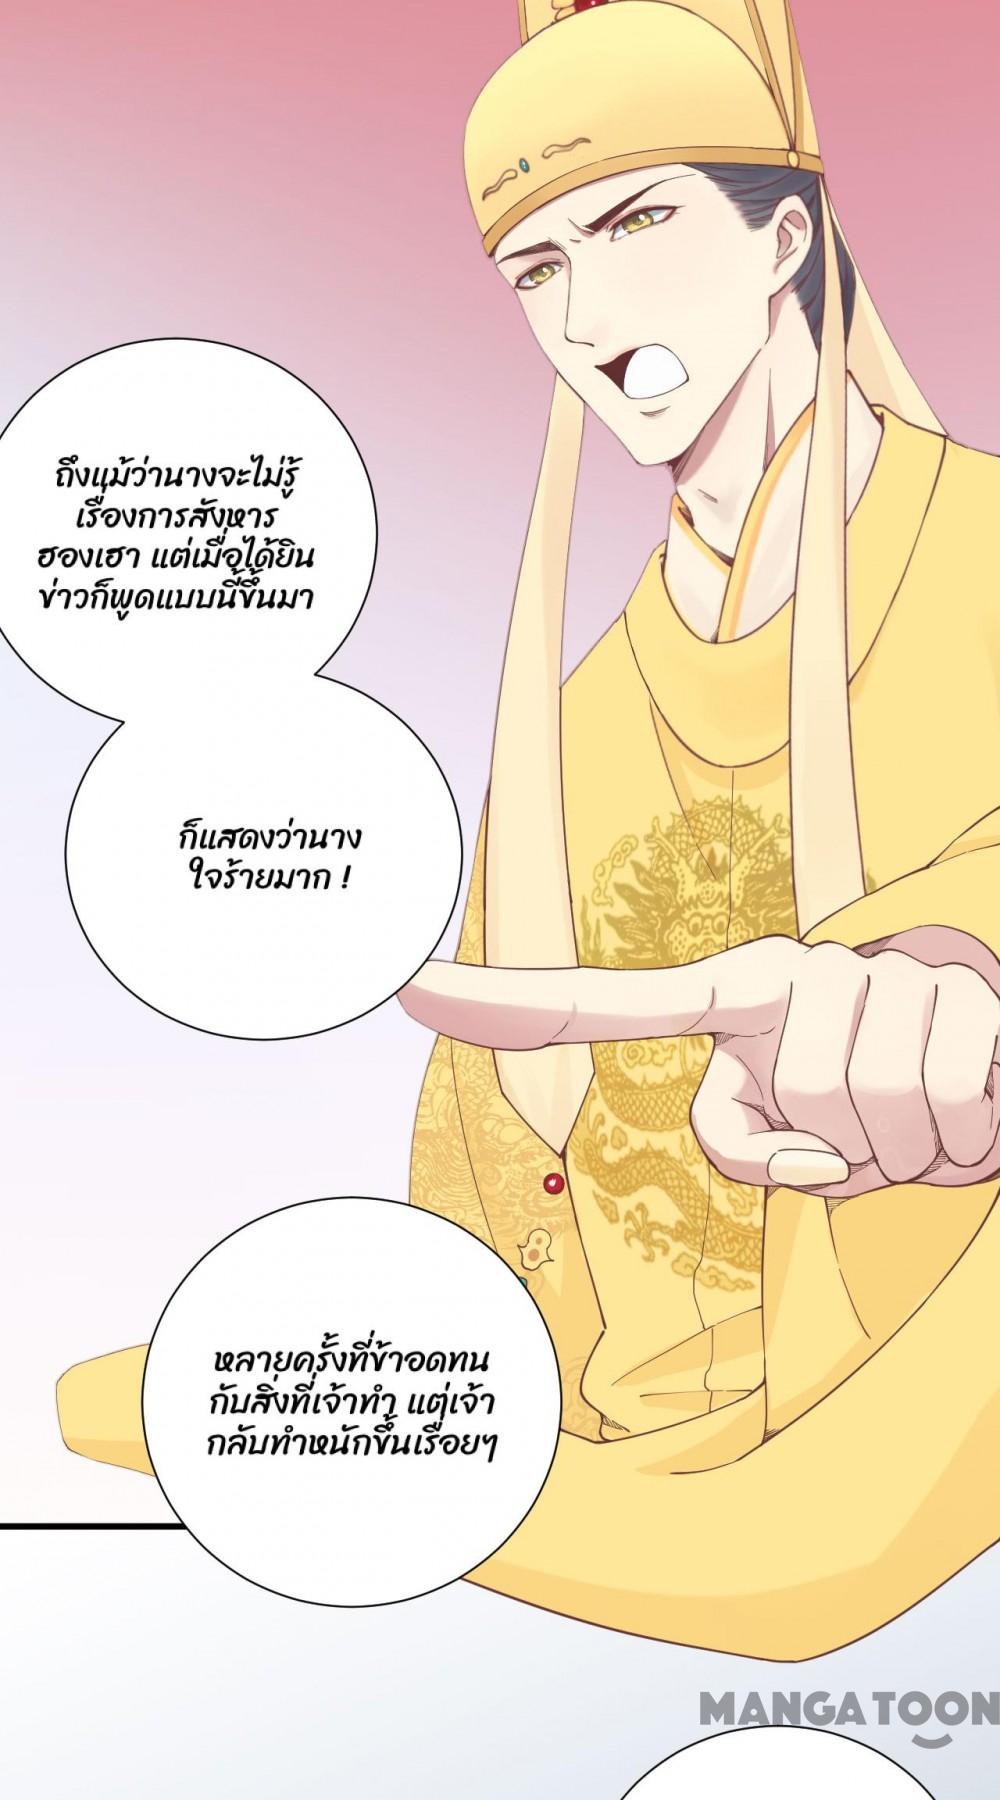 ถึงแม้ว่านางจะไม่รู้
เรื่องการสังหาร
ฮองเฮา แต่เมื่อได้ยิน
ข่าวก็พูดแบบนี้ขึ้นมา
ก็แสดงว่านาง
ใจร้ายมาก !
หลายครั้งที่ข้าอดทน
กับสิ่งที่เจ้าทำ แต่เจ้า
กลับทำหนักขึ้นเรื่อยๆ
MANGATOON